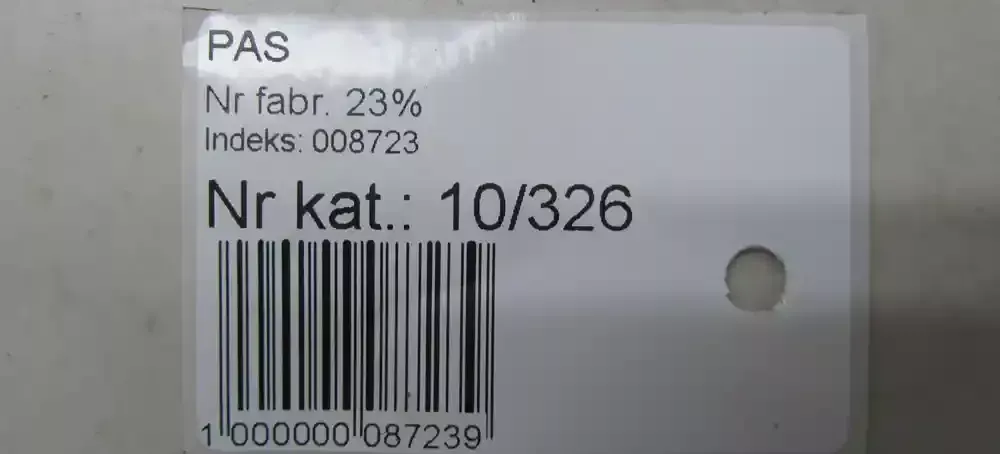 PAS
Nr fabr. 23%
Indeks: 008723
Nr kat.: 10/326
1 000000 087239